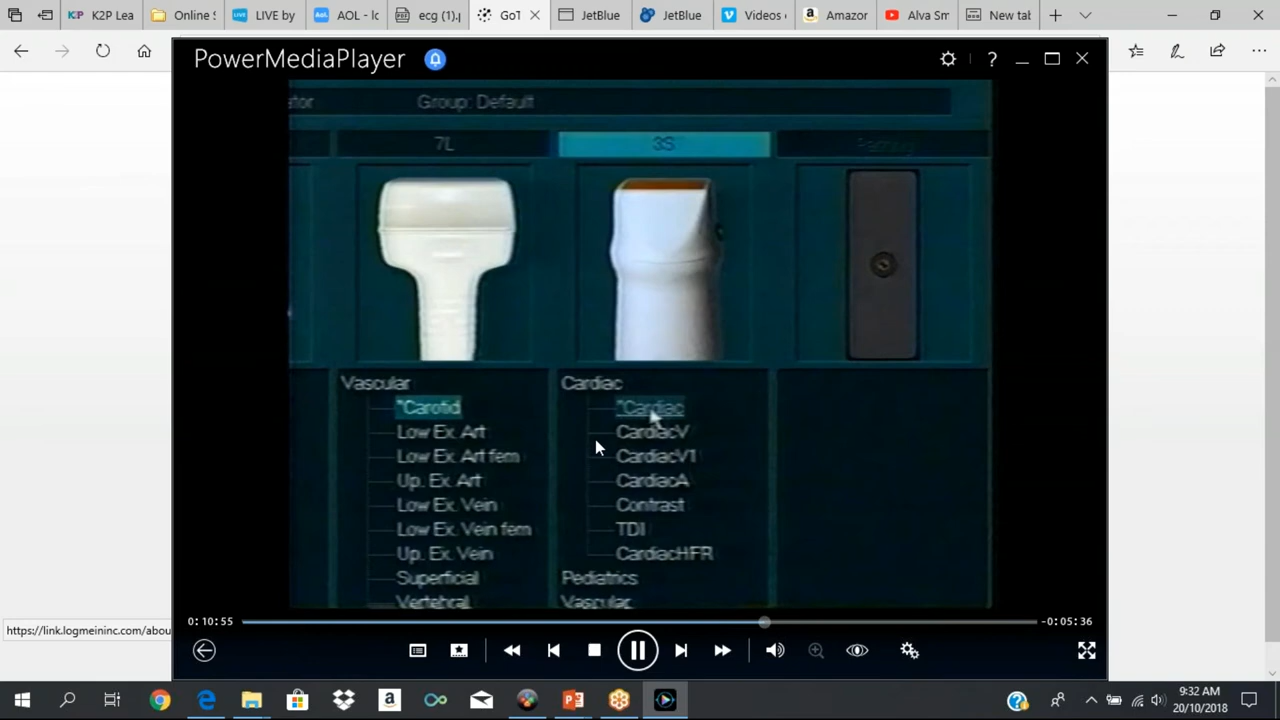 K2P Lea
Online S
LIVE by
AOL - Ic
ecg (1).p
GoT
JetBlue
JetBlue
Videos
Amazor
Alva Sm
New tab
PowerMediaPlayer
Group: Default
7L
3S
Vascular
*Carotid
Low Ex. Art
Low Ex. Art fem
Up. Ex. Art
Low Ex. Vein
Low Ex. Vein fem
Up. Ex. Vein
Superficial
Vertebral
Cardiac
*Cardiac
CardiacV
CardiacV1
CardiacA
Contrast
TDI
CardiacHFR
Pediatrics
Vascular
0:10:55
-0:05:36
https://link.logmeininc.com/abou
9:32 AM
20/10/2018